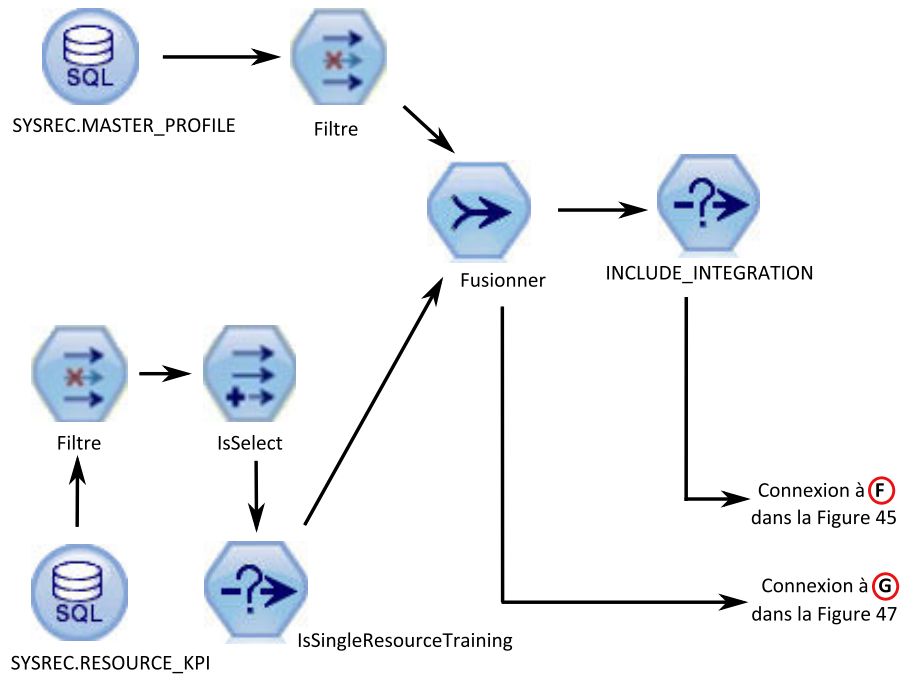 SQL
SYSREC.MASTER_PROFILE
Filtre
Fusionner
INCLUDE_INTEGRATION
Filtre
IsSelect
SQL
SYSREC.RESOURCE_KPI
IsSingleResourceTraining
Connexion à F
dans la Figure 45
Connexion à G
dans la Figure 47